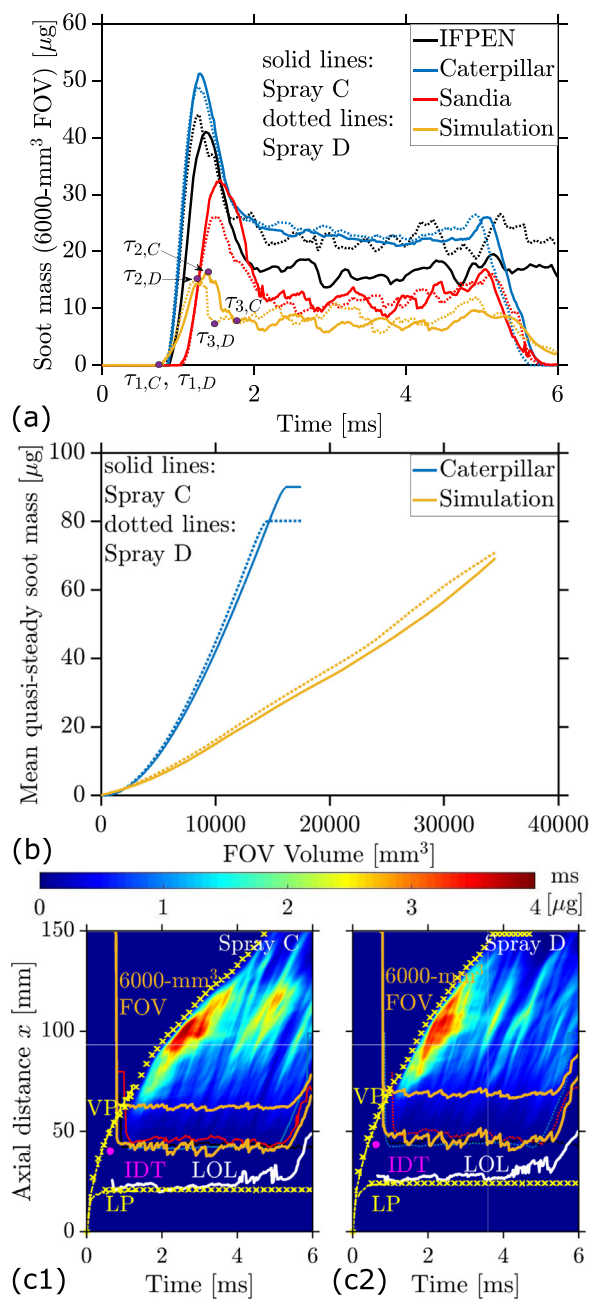 60
50
40
30
20
10
0
Soot mass (6000-mm³ FOV) [μg]
solid lines:
Spray C
dotted lines:
Spray D
IFPEN
Caterpillar
Sandia
Simulation
τ2,C
τ2,D
τ3,C
τ3,D
τ1,C, τ1,D
2
4
6
(a)
Time [ms]
100
80
60
40
20
0
Mean quasi-steady soot mass [μg]
solid lines:
Spray C
dotted lines:
Spray D
Caterpillar
Simulation
0
10000
20000
30000
40000
(b)
FOV Volume [mm³]
ms
0
1
2
3
4
[μg]
150
100
50
0
Axial distance x [mm]
Spray C
6000-mm³
FOV
VP
IDT
LOL
LP
0
2
4
6
(c1)
Time [ms]
Spray D
6000-mm³
FOV
VP
IDT
LOL
LP
0
2
4
6
(c2)
Time [ms]